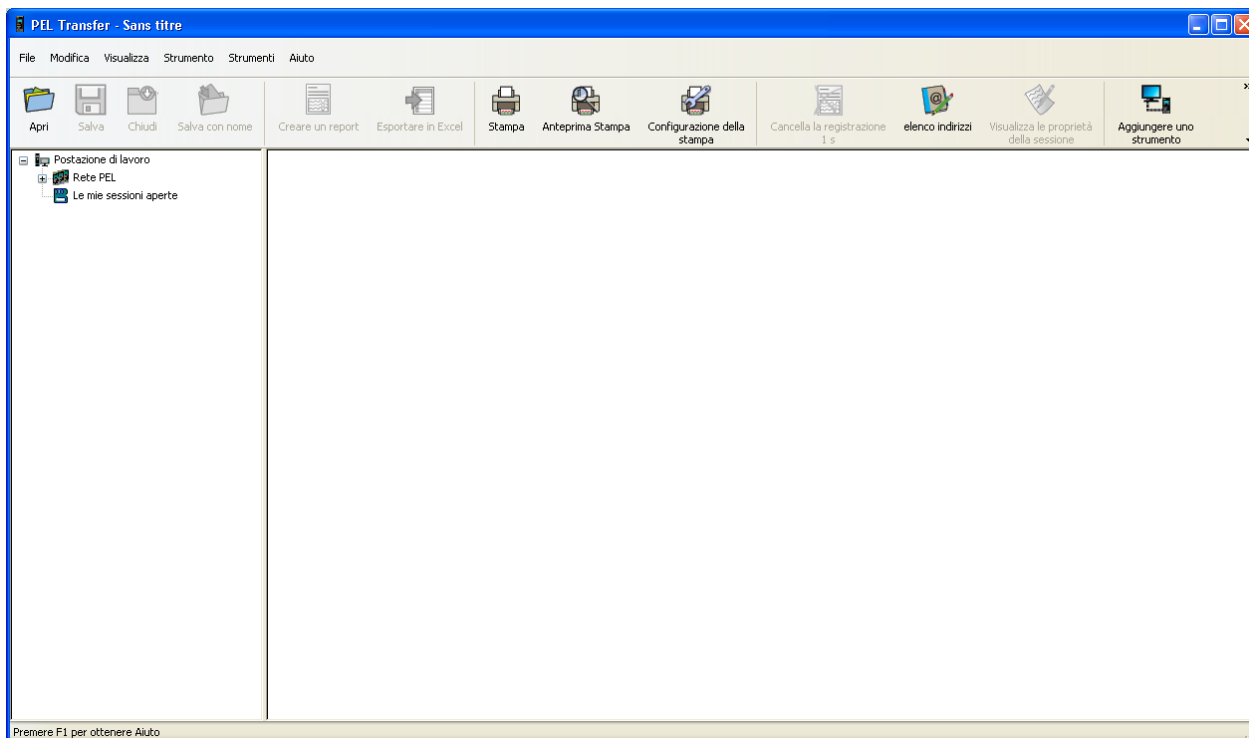 PEL Transfer - Sans titre
File Modifica Visualizza Strumento Strumenti Aiuto
Apri Salva Chiudi Salva con nome Creare un report Esportare in Excel Stampa Anteprima Stampa Configurazione della stampa Cancella la registrazione 1 s elenco indirizzi Visualizza le proprietà della sessione Aggiungere uno strumento
Postazione di lavoro
Rete PEL
Le mie sessioni aperte
Premere F1 per ottenere Aiuto